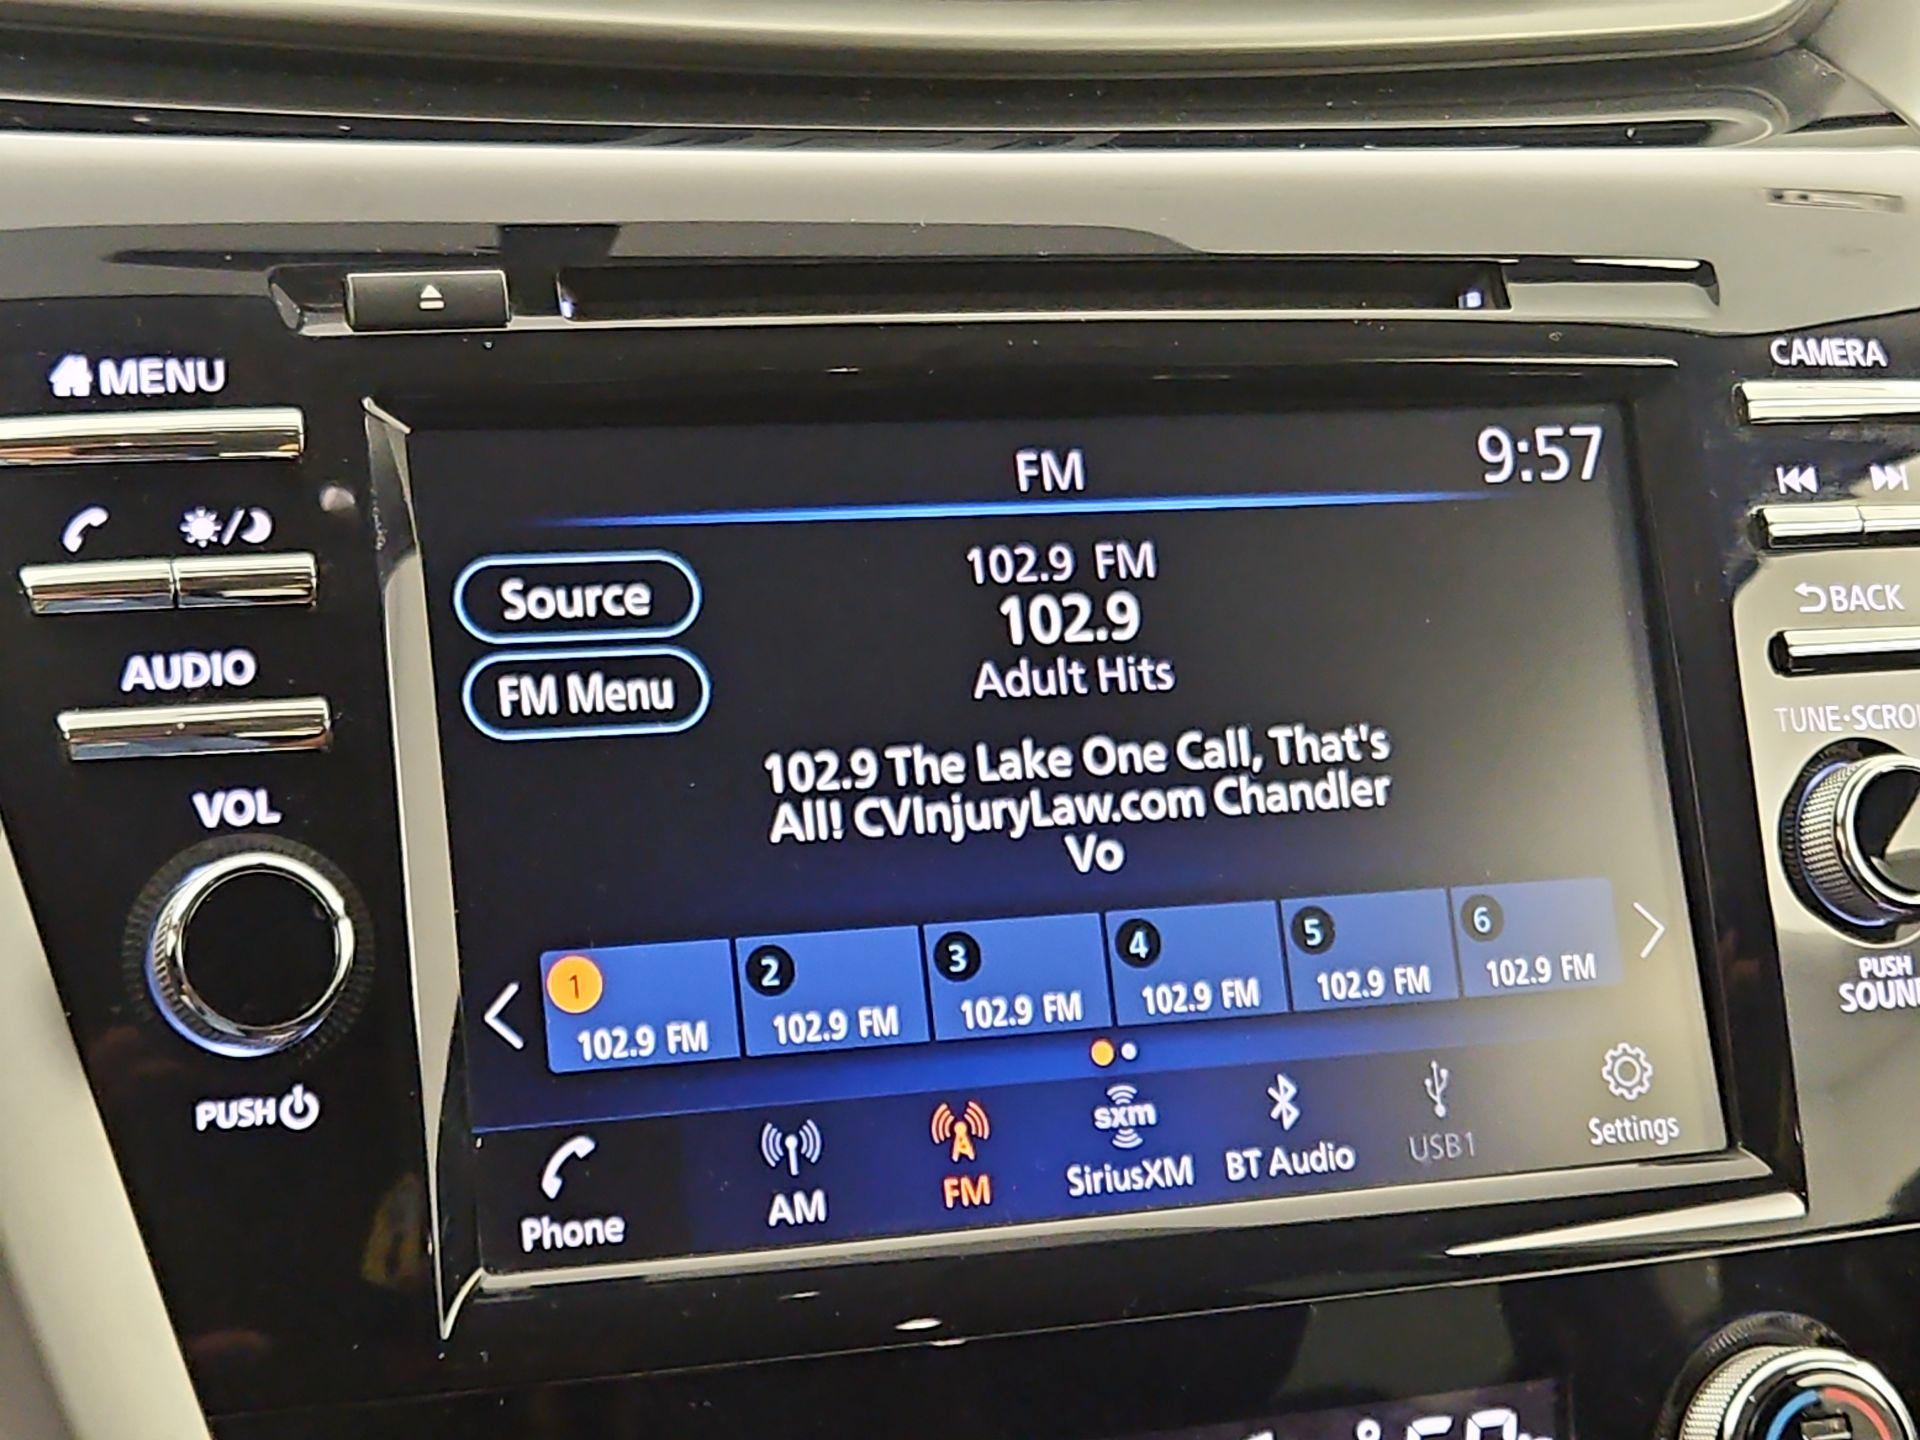 MENU
CAMERA
FM
9:57
102.9 FM
102.9
Adult Hits
Source
FM Menu
BACK
AUDIO
102.9 The Lake One Call, That's
All! CVInjuryLaw.com Chandler
Vo
VOL
1
2
3
4
5
6
102.9 FM
102.9 FM
102.9 FM
102.9 FM
102.9 FM
102.9 FM
PUSH
PUSH
Phone
AM
FM
sxm
SiriusXM
BT Audio
USB1
Settings